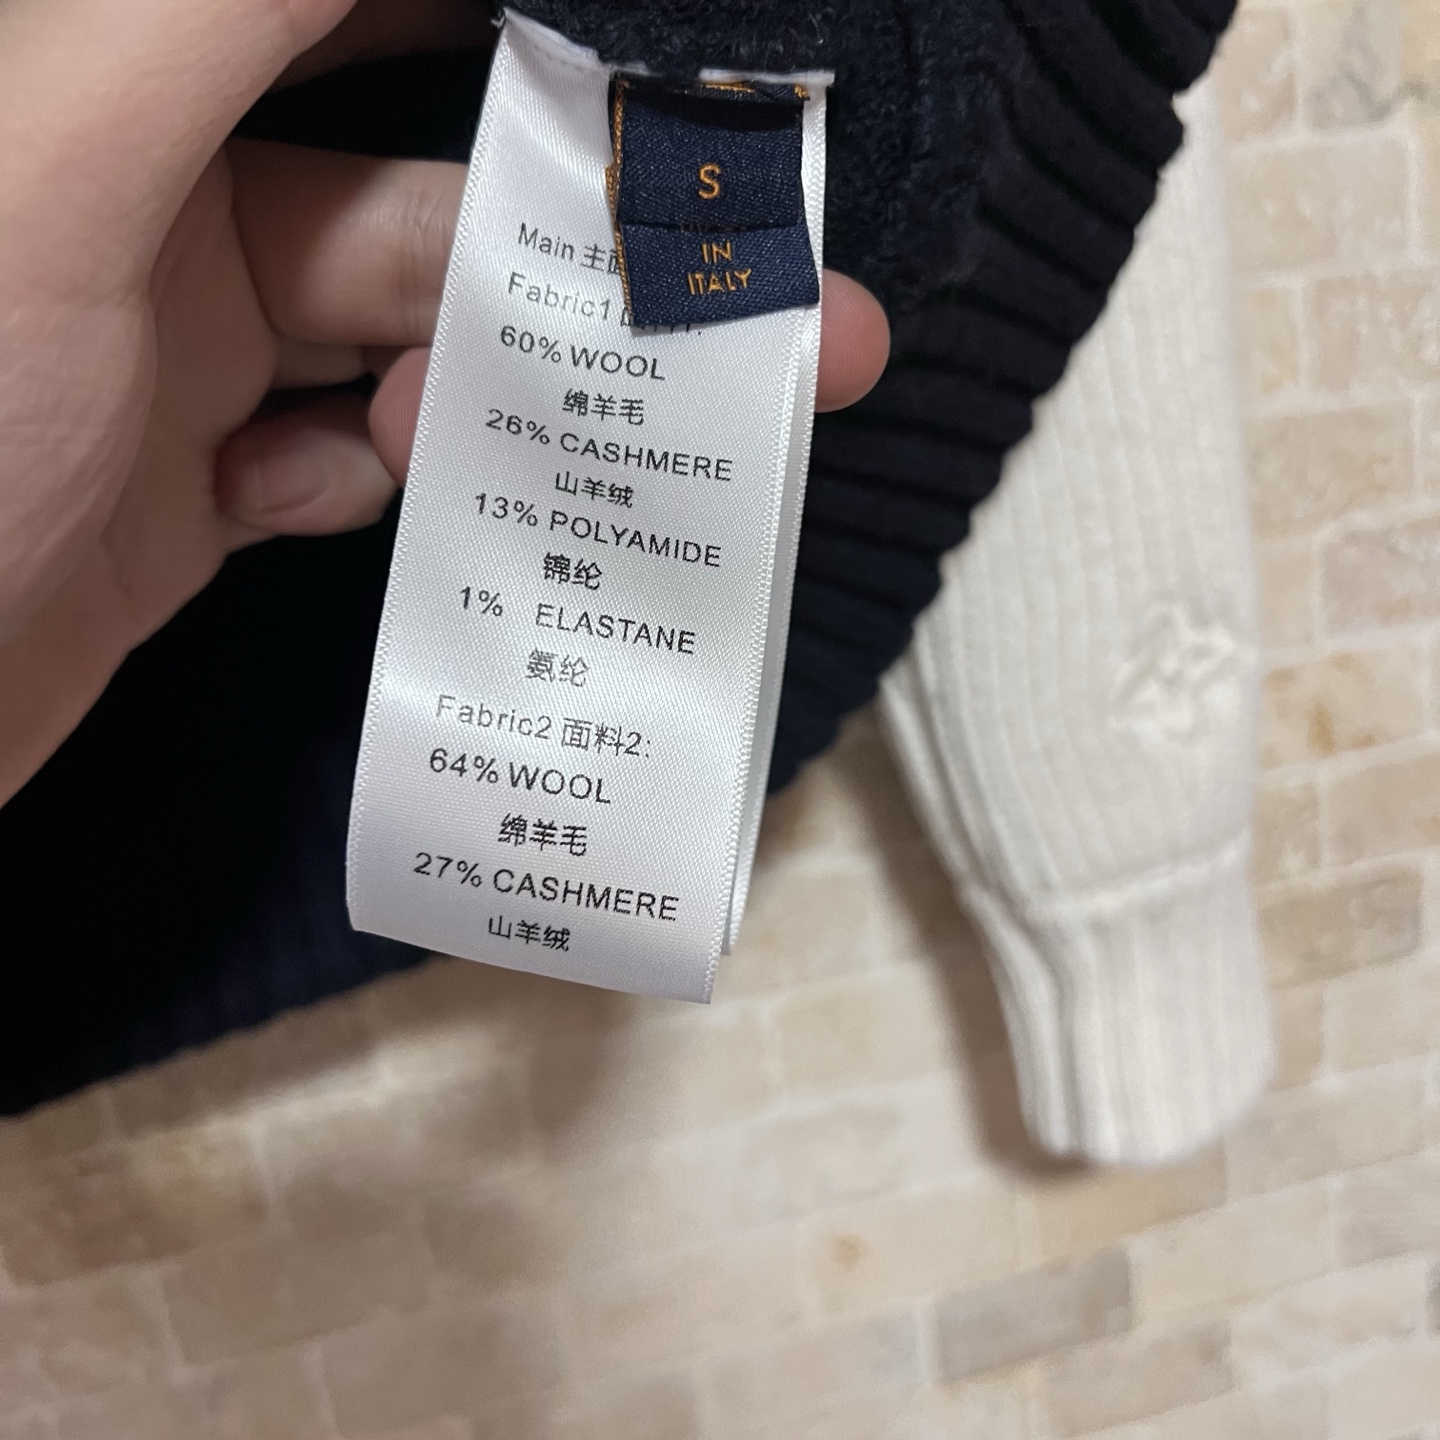 S
IN
ITALY
Main 主面
Fabric1
60% WOOL
绵羊毛
26% CASHMERE
山羊绒
13% POLYAMIDE
锦纶
1% ELASTANE
氨纶
Fabric2 面料2:
64% WOOL
绵羊毛
27% CASHMERE
山羊绒